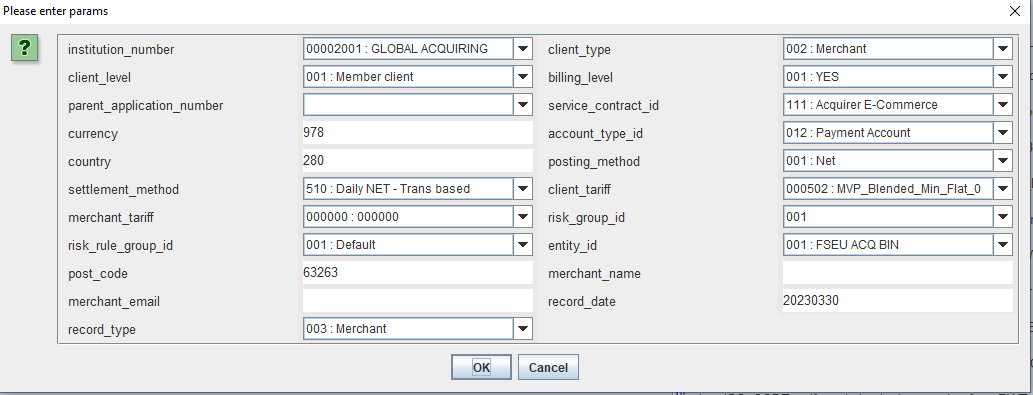 Please enter params
institution_number 00002001 : GLOBAL ACQUIRING client_type 002 : Merchant
client_level 001 : Member client billing_level 001 : YES
parent_application_number service_contract_id 111 : Acquirer E-Commerce
currency 978 account_type_id 012 : Payment Account
country 280 posting_method 001 : Net
settlement_method 510 : Daily NET - Trans based client_tariff 000502 : MVP_Blended_Min_Flat_0
merchant_tariff 000000 : 000000 risk_group_id 001
risk_rule_group_id 001 : Default entity_id 001 : FSEU ACQ BIN
post_code 63263 merchant_name
merchant_email record_date 20230330
record_type 003 : Merchant
OK Cancel